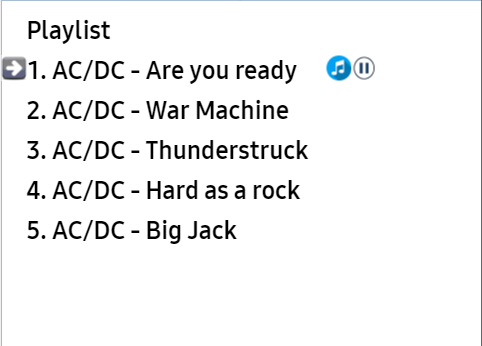 Playlist
1. AC/DC - Are you ready
2. AC/DC - War Machine
3. AC/DC - Thunderstruck
4. AC/DC - Hard as a rock
5. AC/DC - Big Jack